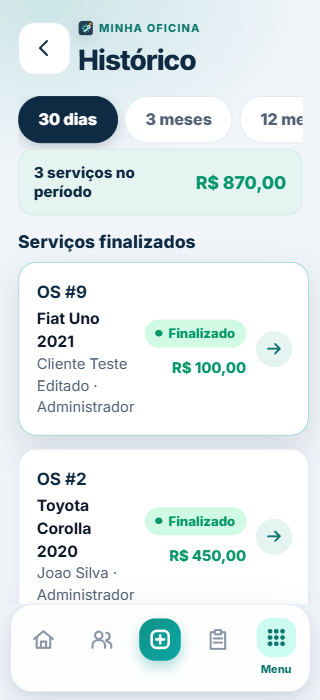 MINHA OFICINA
Histórico
30 dias
3 meses
12 me
3 serviços no
período
R$ 870,00
Serviços finalizados
OS #9
Fiat Uno
2021
Cliente Teste
Editado ·
Administrador
Finalizado
R$ 100,00
OS #2
Toyota
Corolla
2020
Joao Silva ·
Administrador
Finalizado
R$ 450,00
Menu